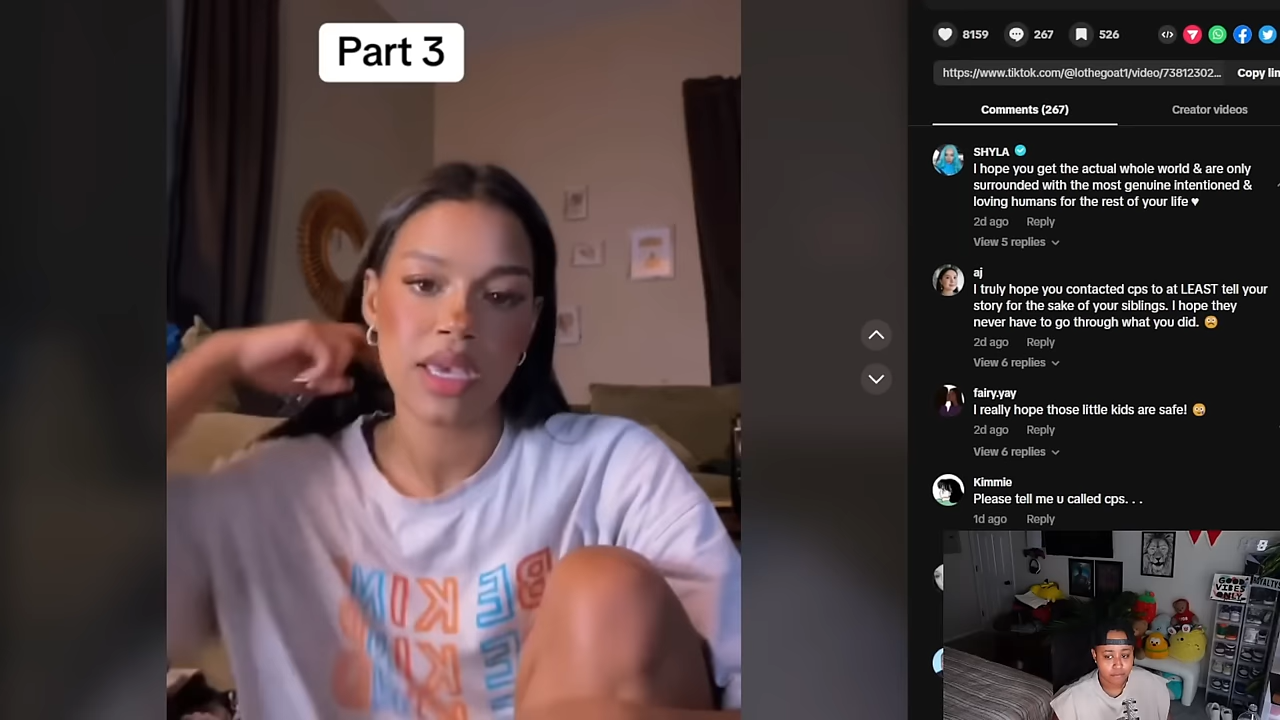 Part 3
8159
267
526
https://www.tiktok.com/@lothegoat1/video/73812302...
Copy lin
Comments (267)
Creator videos
SHYLA
I hope you get the actual whole world & are only
surrounded with the most genuine intentioned &
loving humans for the rest of your life ♥
2d ago Reply
View 5 replies
aj
I truly hope you contacted cps to at LEAST tell your
story for the sake of your siblings. I hope they
never have to go through what you did. 😢
2d ago Reply
View 6 replies
fairy.yay
I really hope those little kids are safe! 😳
2d ago Reply
View 6 replies
Kimmie
Please tell me u called cps. . .
1d ago Reply
BE KIN
GOOD
VIBES
ONLY